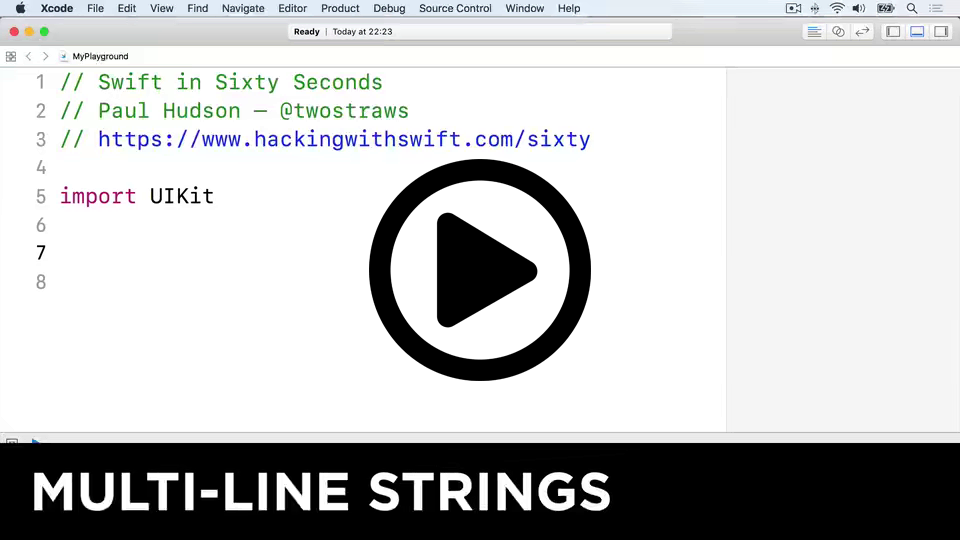 Xcode File Edit View Find Navigate Editor Product Debug Source Control Window Help
Ready | Today at 22:23
MyPlayground
1 // Swift in Sixty Seconds
2 // Paul Hudson — @twostraws
3 // https://www.hackingwithswift.com/sixty
4
5 import UIKit
6
7
8
MULTI-LINE STRINGS